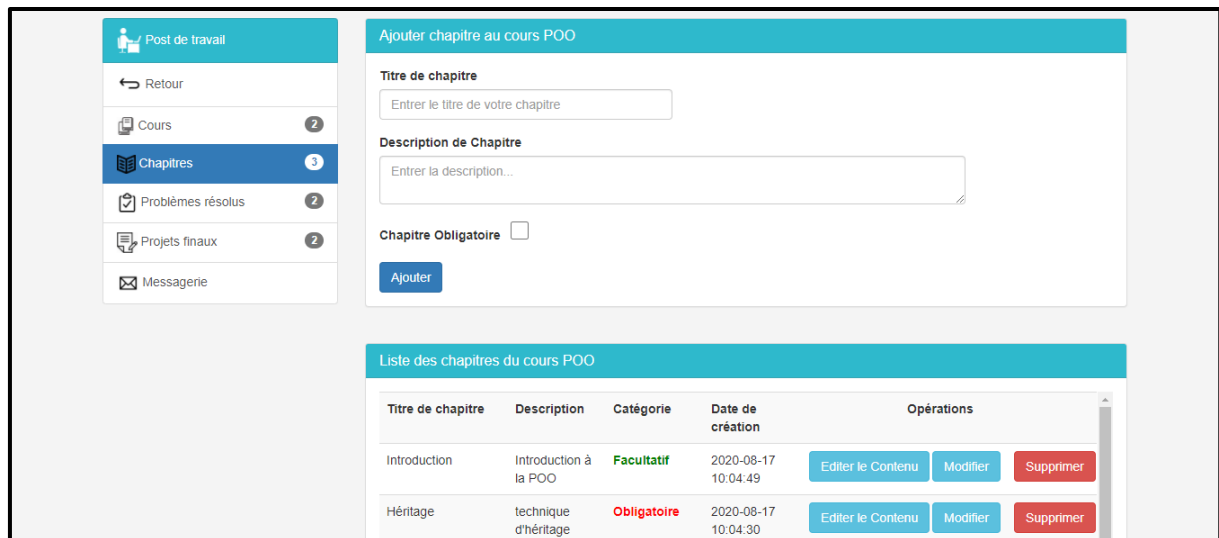 Post de travail
Retour
Cours 2
Chapitres 3
Problèmes résolus 2
Projets finaux 2
Messagerie
Ajouter chapitre au cours POO
Titre de chapitre
Entrer le titre de votre chapitre
Description de Chapitre
Entrer la description...
Chapitre Obligatoire
Ajouter
Liste des chapitres du cours POO
Titre de chapitre Description Catégorie Date de Opérations
création
Introduction Introduction à Facultatif 2020-08-17 Editer le Contenu Modifier Supprimer
la POO 10:04:49
Héritage technique Obligatoire 2020-08-17 Editer le Contenu Modifier Supprimer
d'héritage 10:04:30